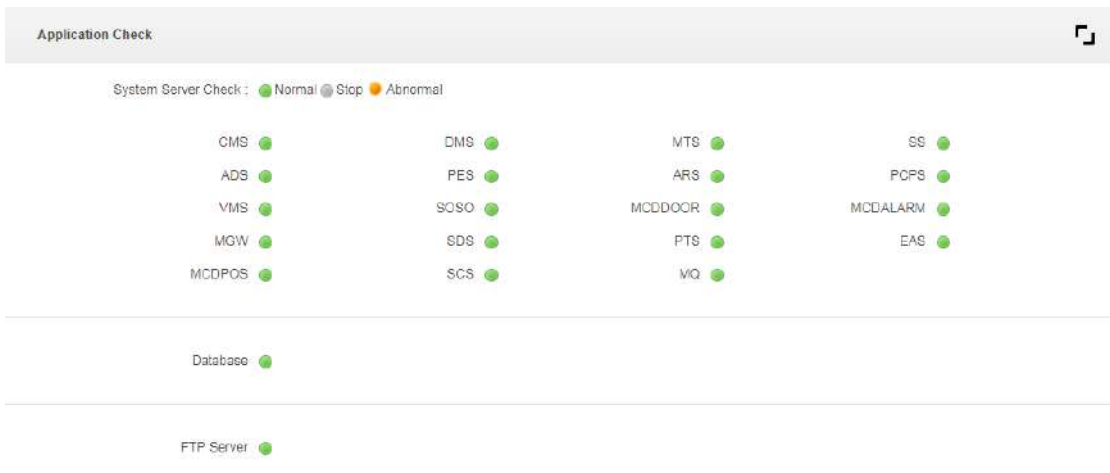 Application Check
System Server Check : Normal Stop Abnormal
CMS DMS MTS SS
ADS PES ARS PCPS
VMS SOSO MCDDOOR MCDALARM
MGW SDS PTS EAS
MCDPOS SCS MQ
Database
FTP Server